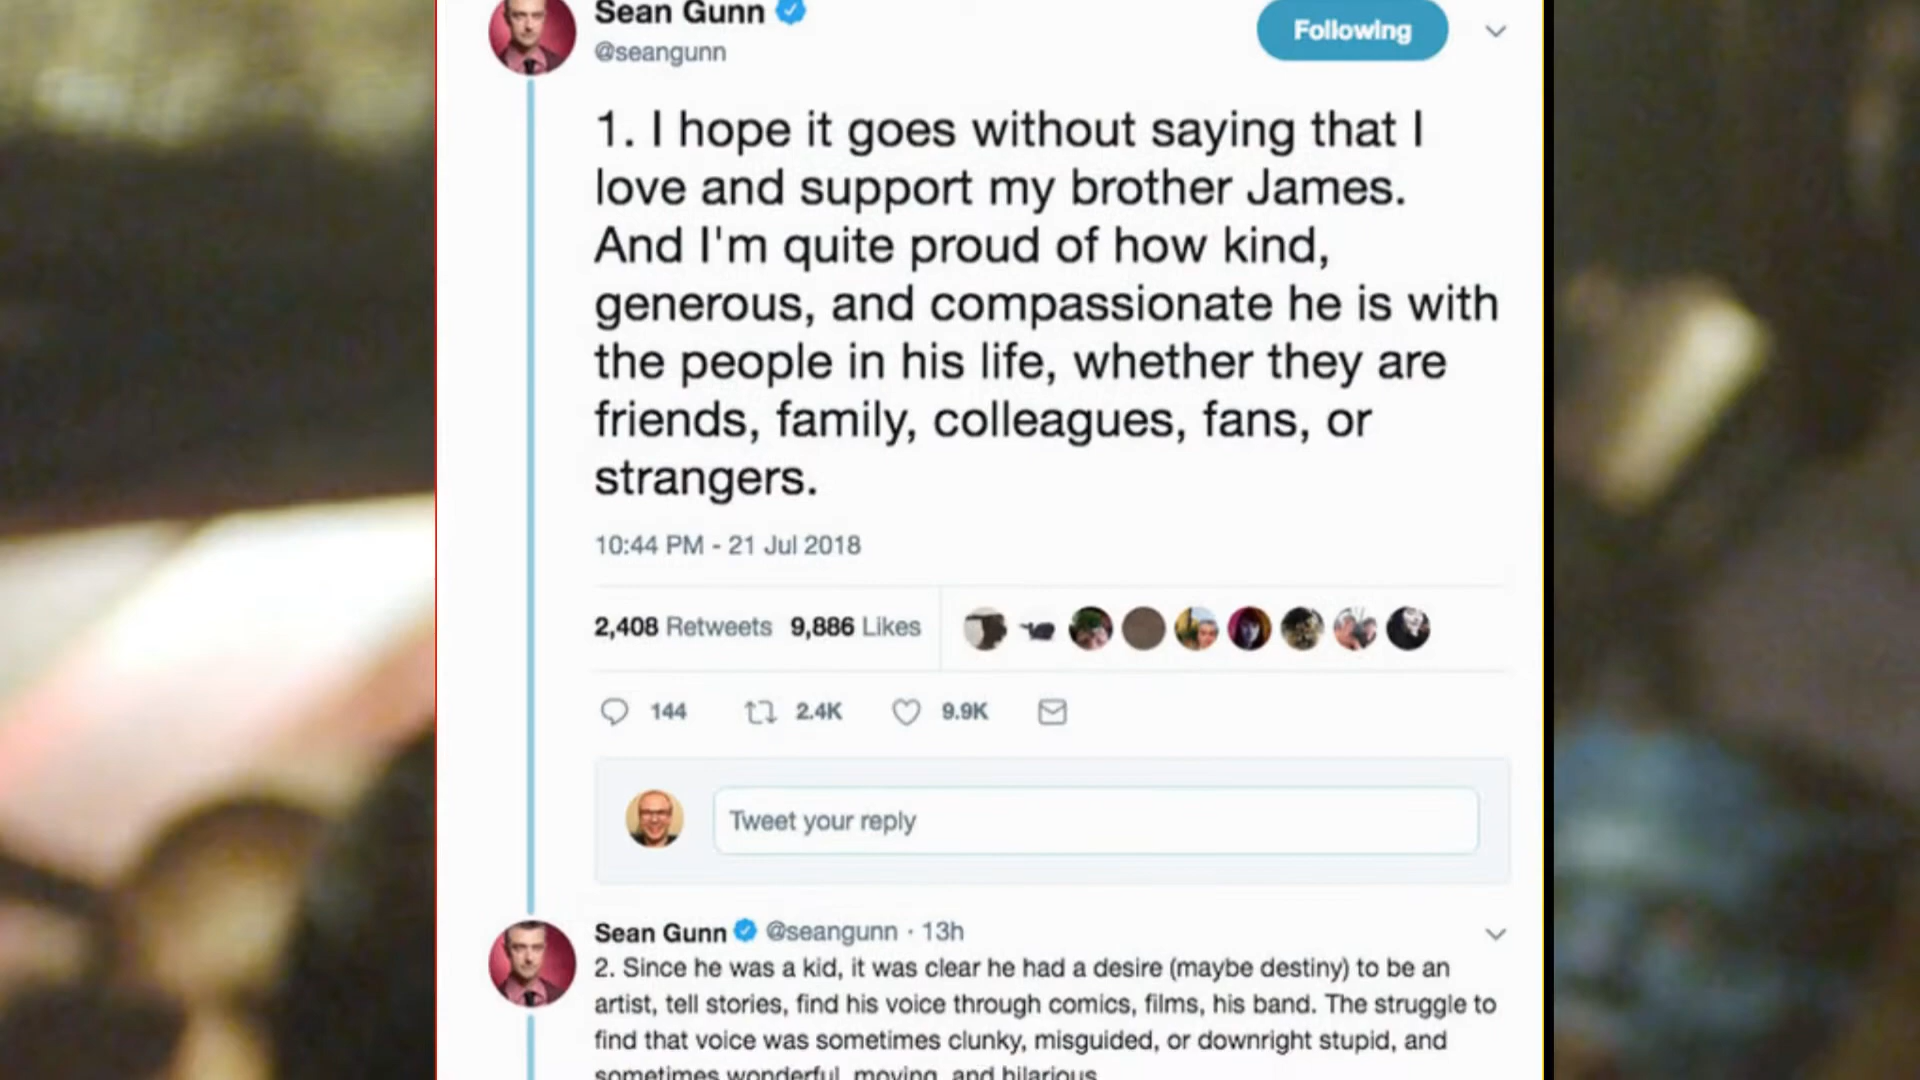 Sean Gunn
Following
@seangunn
1. I hope it goes without saying that I
love and support my brother James.
And I'm quite proud of how kind,
generous, and compassionate he is with
the people in his life, whether they are
friends, family, colleagues, fans, or
strangers.
10:44 PM - 21 Jul 2018
2,408 Retweets 9,886 Likes
144 2.4K 9.9K
Tweet your reply
Sean Gunn @seangunn · 13h
2. Since he was a kid, it was clear he had a desire (maybe destiny) to be an
artist, tell stories, find his voice through comics, films, his band. The struggle to
find that voice was sometimes clunky, misguided, or downright stupid, and
sometimes wonderful, moving, and hilarious